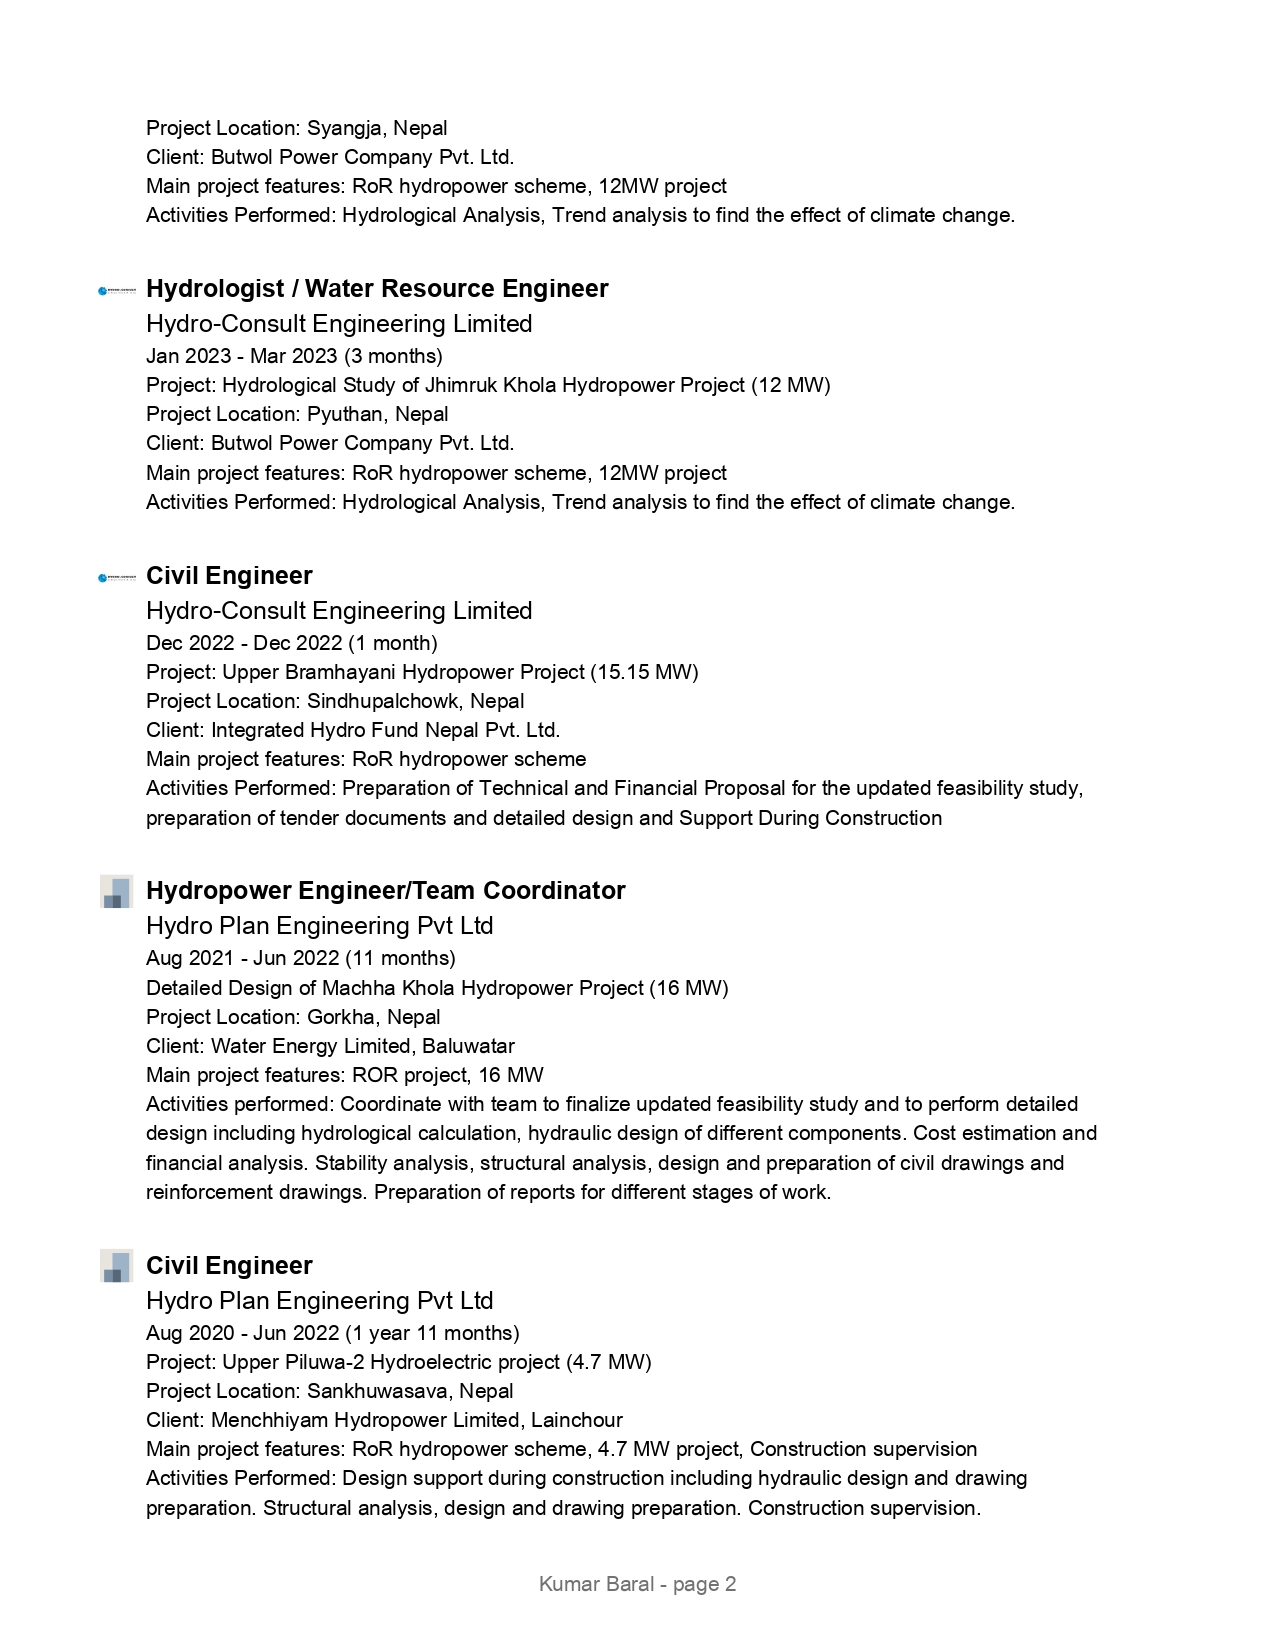 Project Location: Syangja, Nepal
Client: Butwol Power Company Pvt. Ltd.
Main project features: RoR hydropower scheme, 12MW project
Activities Performed: Hydrological Analysis, Trend analysis to find the effect of climate change.
Hydrologist / Water Resource Engineer
Hydro-Consult Engineering Limited
Jan 2023 - Mar 2023 (3 months)
Project: Hydrological Study of Jhimruk Khola Hydropower Project (12 MW)
Project Location: Pyuthan, Nepal
Client: Butwol Power Company Pvt. Ltd.
Main project features: RoR hydropower scheme, 12MW project
Activities Performed: Hydrological Analysis, Trend analysis to find the effect of climate change.
Civil Engineer
Hydro-Consult Engineering Limited
Dec 2022 - Dec 2022 (1 month)
Project: Upper Bramhayani Hydropower Project (15.15 MW)
Project Location: Sindhupalchowk, Nepal
Client: Integrated Hydro Fund Nepal Pvt. Ltd.
Main project features: RoR hydropower scheme
Activities Performed: Preparation of Technical and Financial Proposal for the updated feasibility study,
preparation of tender documents and detailed design and Support During Construction
Hydropower Engineer/Team Coordinator
Hydro Plan Engineering Pvt Ltd
Aug 2021 - Jun 2022 (11 months)
Detailed Design of Machha Khola Hydropower Project (16 MW)
Project Location: Gorkha, Nepal
Client: Water Energy Limited, Baluwatar
Main project features: ROR project, 16 MW
Activities performed: Coordinate with team to finalize updated feasibility study and to perform detailed
design including hydrological calculation, hydraulic design of different components. Cost estimation and
financial analysis. Stability analysis, structural analysis, design and preparation of civil drawings and
reinforcement drawings. Preparation of reports for different stages of work.
Civil Engineer
Hydro Plan Engineering Pvt Ltd
Aug 2020 - Jun 2022 (1 year 11 months)
Project: Upper Piluwa-2 Hydroelectric project (4.7 MW)
Project Location: Sankhuwasava, Nepal
Client: Menchhiyam Hydropower Limited, Lainchour
Main project features: RoR hydropower scheme, 4.7 MW project, Construction supervision
Activities Performed: Design support during construction including hydraulic design and drawing
preparation. Structural analysis, design and drawing preparation. Construction supervision.
Kumar Baral - page 2